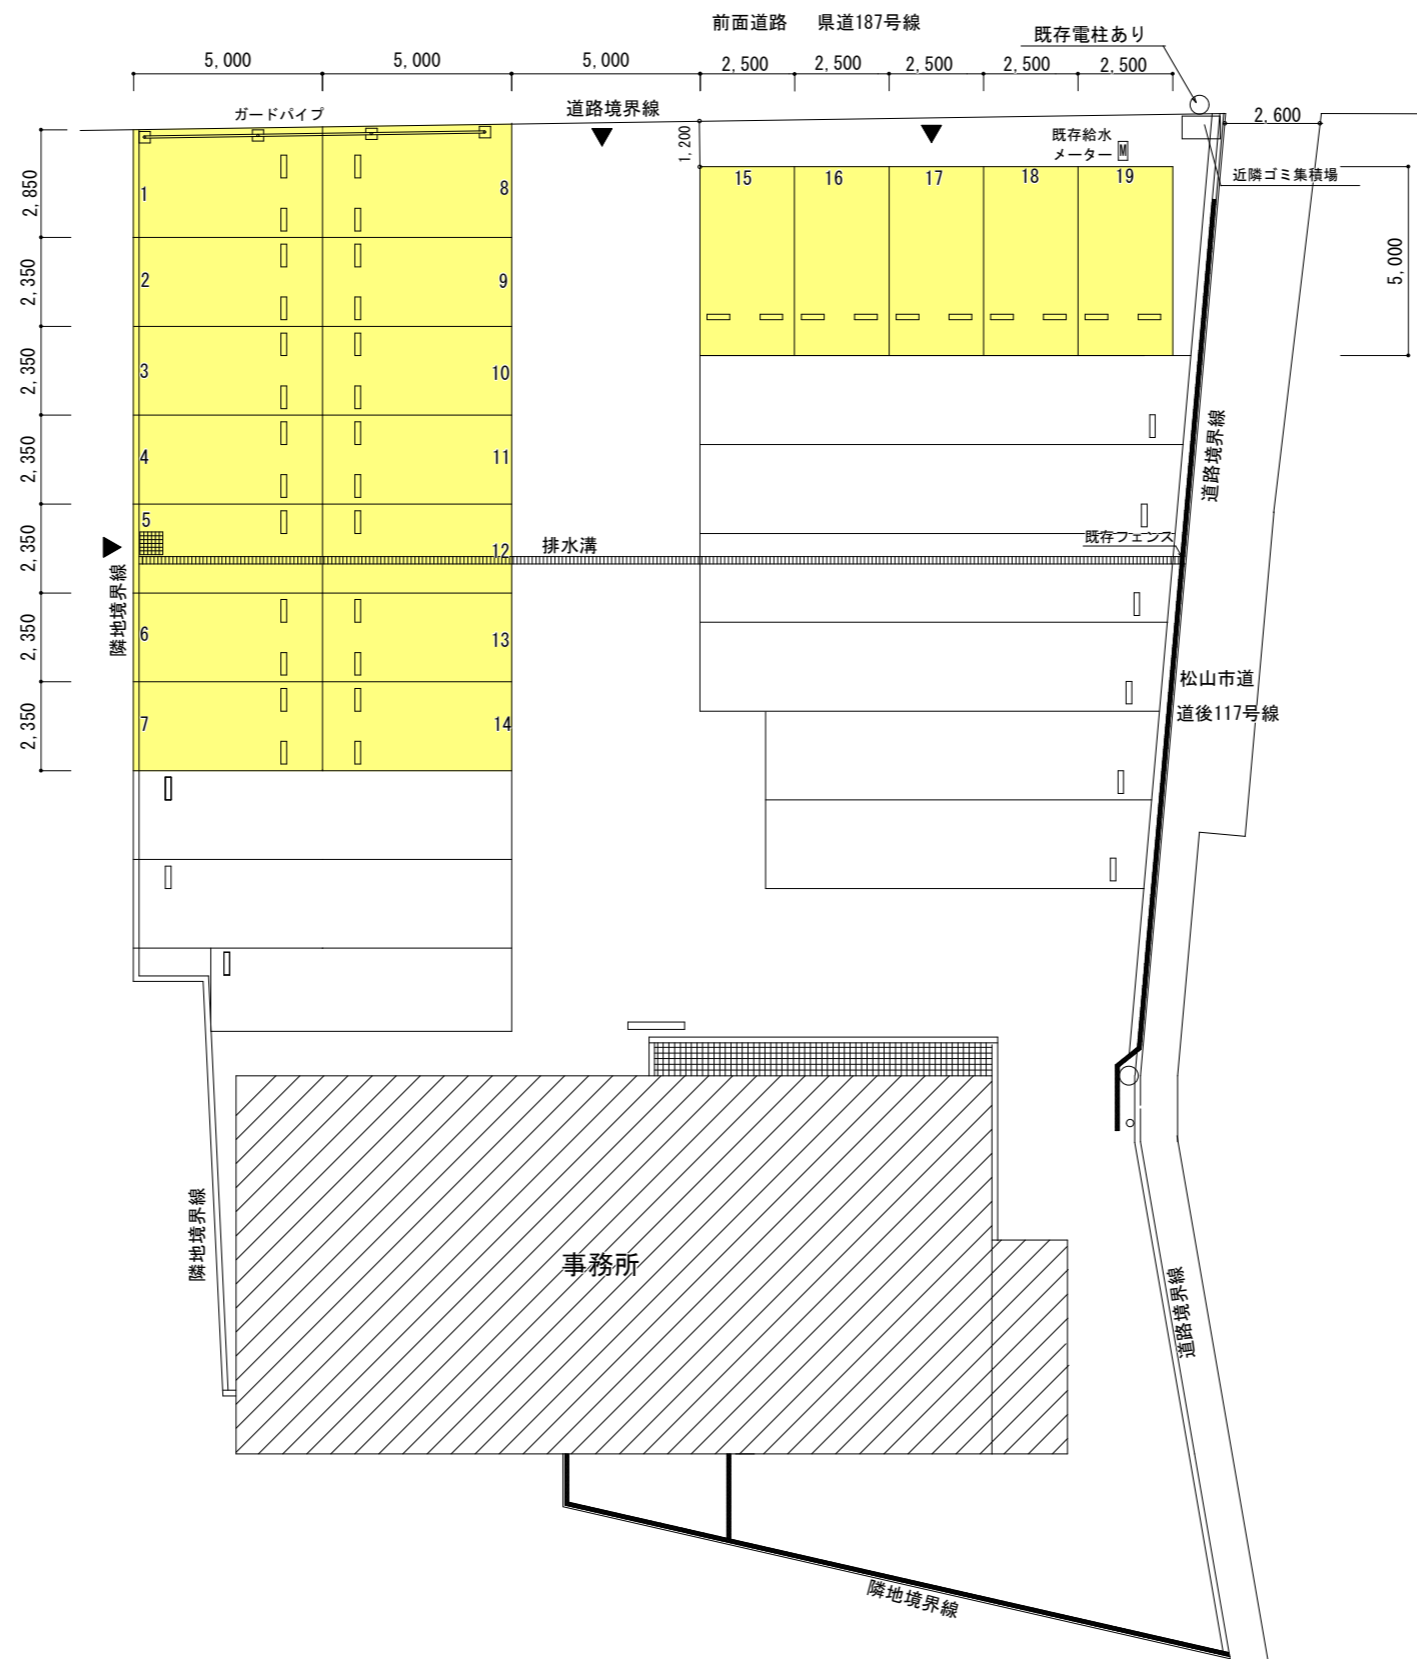 前面道路 県道187号線
既存電柱あり
5,000
5,000
5,000
2,500
2,500
2,500
2,500
2,500
ガードパイプ
道路境界線
2,600
1,200
既存給水
メーター M
近隣ゴミ集積場
2,850
2,350
2,350
2,350
2,350
2,350
2,350
5,000
1
8
2
9
3
10
4
11
5
12
6
13
7
14
15
16
17
18
19
道路境界線
排水溝
既存フェンス
隣地境界線
松山市道
道後117号線
隣地境界線
事務所
道路境界線
隣地境界線